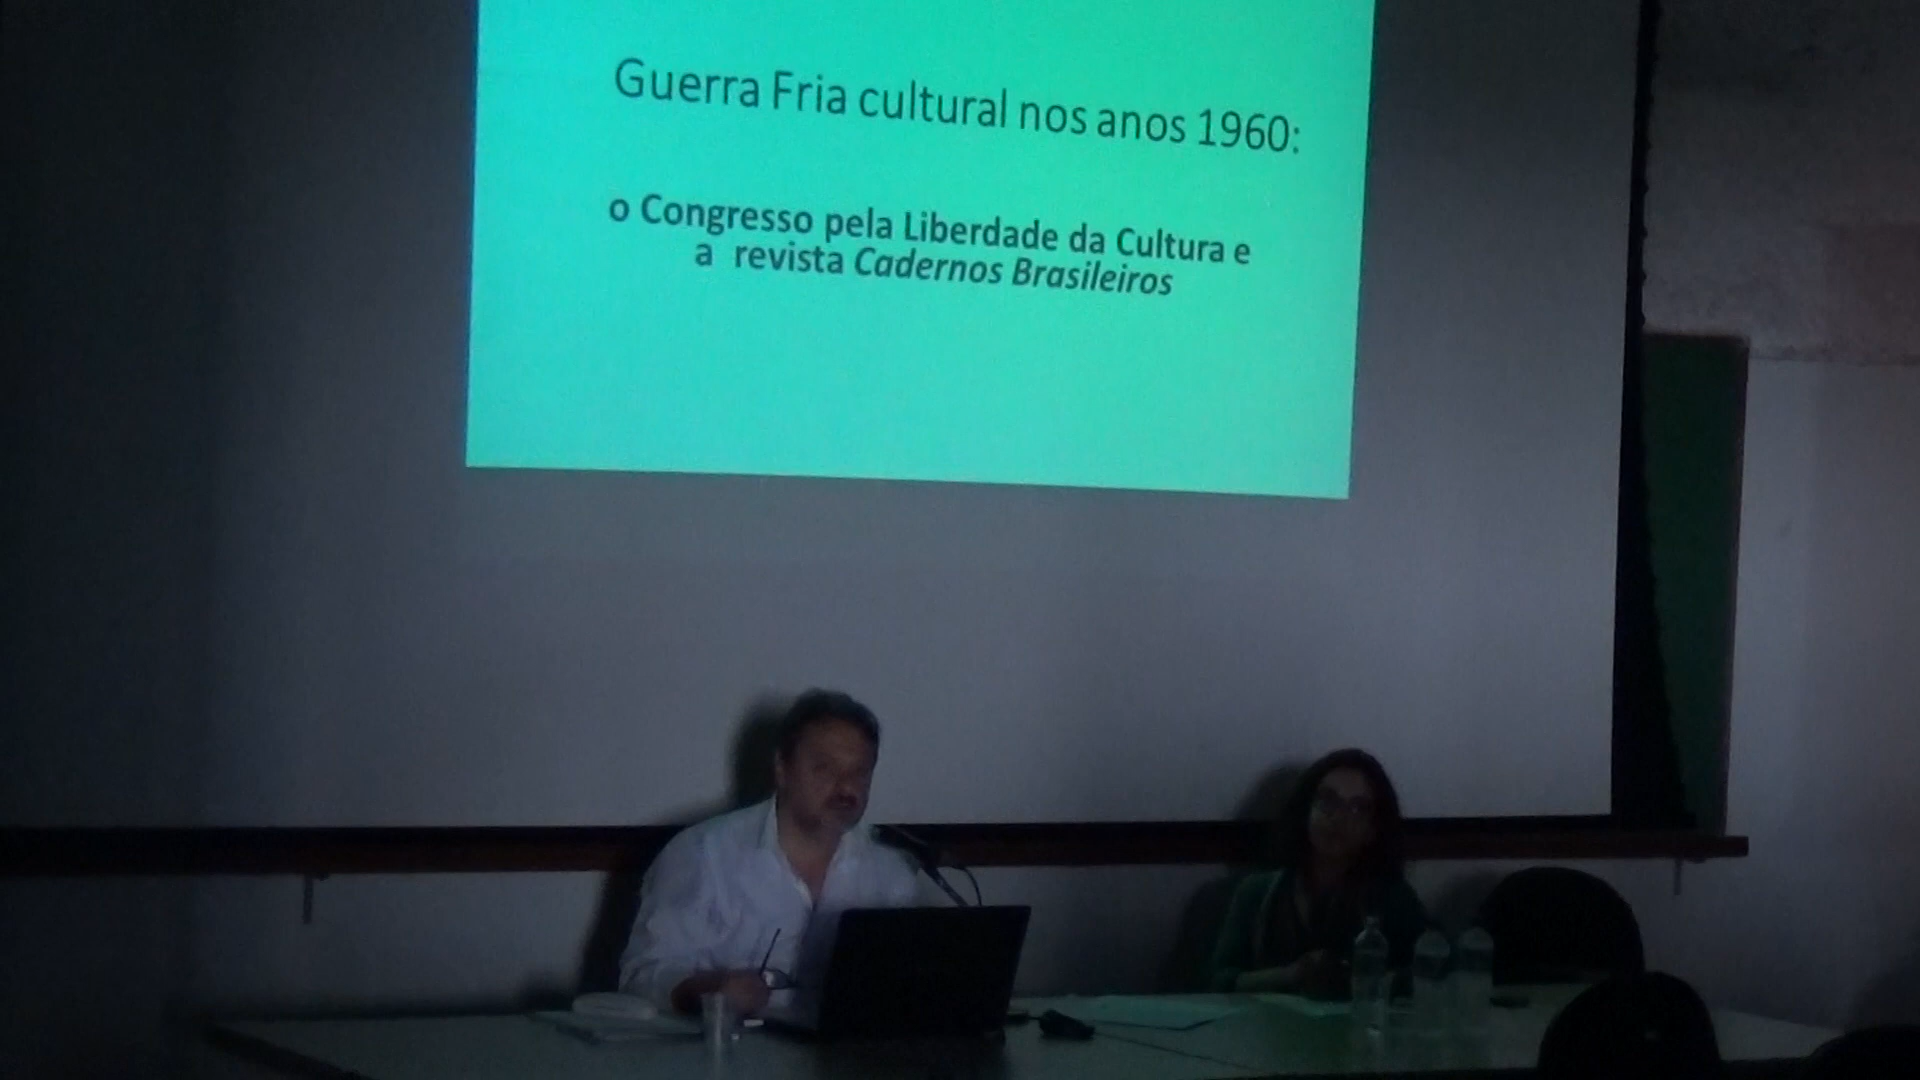 Guerra Fria cultural nos anos 1960:
o Congresso pela Liberdade da Cultura e
a revista Cadernos Brasileiros